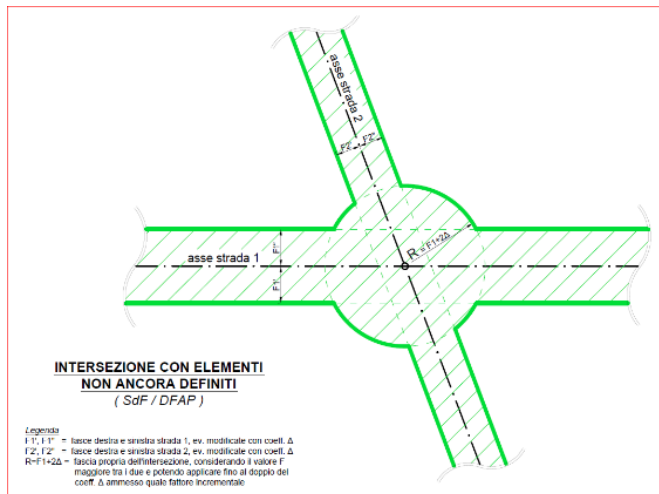 asse strada 2
F2' F2"
R = F1+2Δ
asse strada 1
F1"
F1'
INTERSEZIONE CON ELEMENTI
NON ANCORA DEFINITI
( SdF / DFAP )
Legenda
F1', F1" = fasce destra e sinistra strada 1, ev. modificate con coeff. Δ
F2', F2" = fasce destra e sinistra strada 2, ev. modificate con coeff. Δ
R=F1+2Δ = fascia propria dell'intersezione, considerando il valore F
maggiore tra i due e potendo applicare fino al doppio del
coeff. Δ ammesso quale fattore incrementale